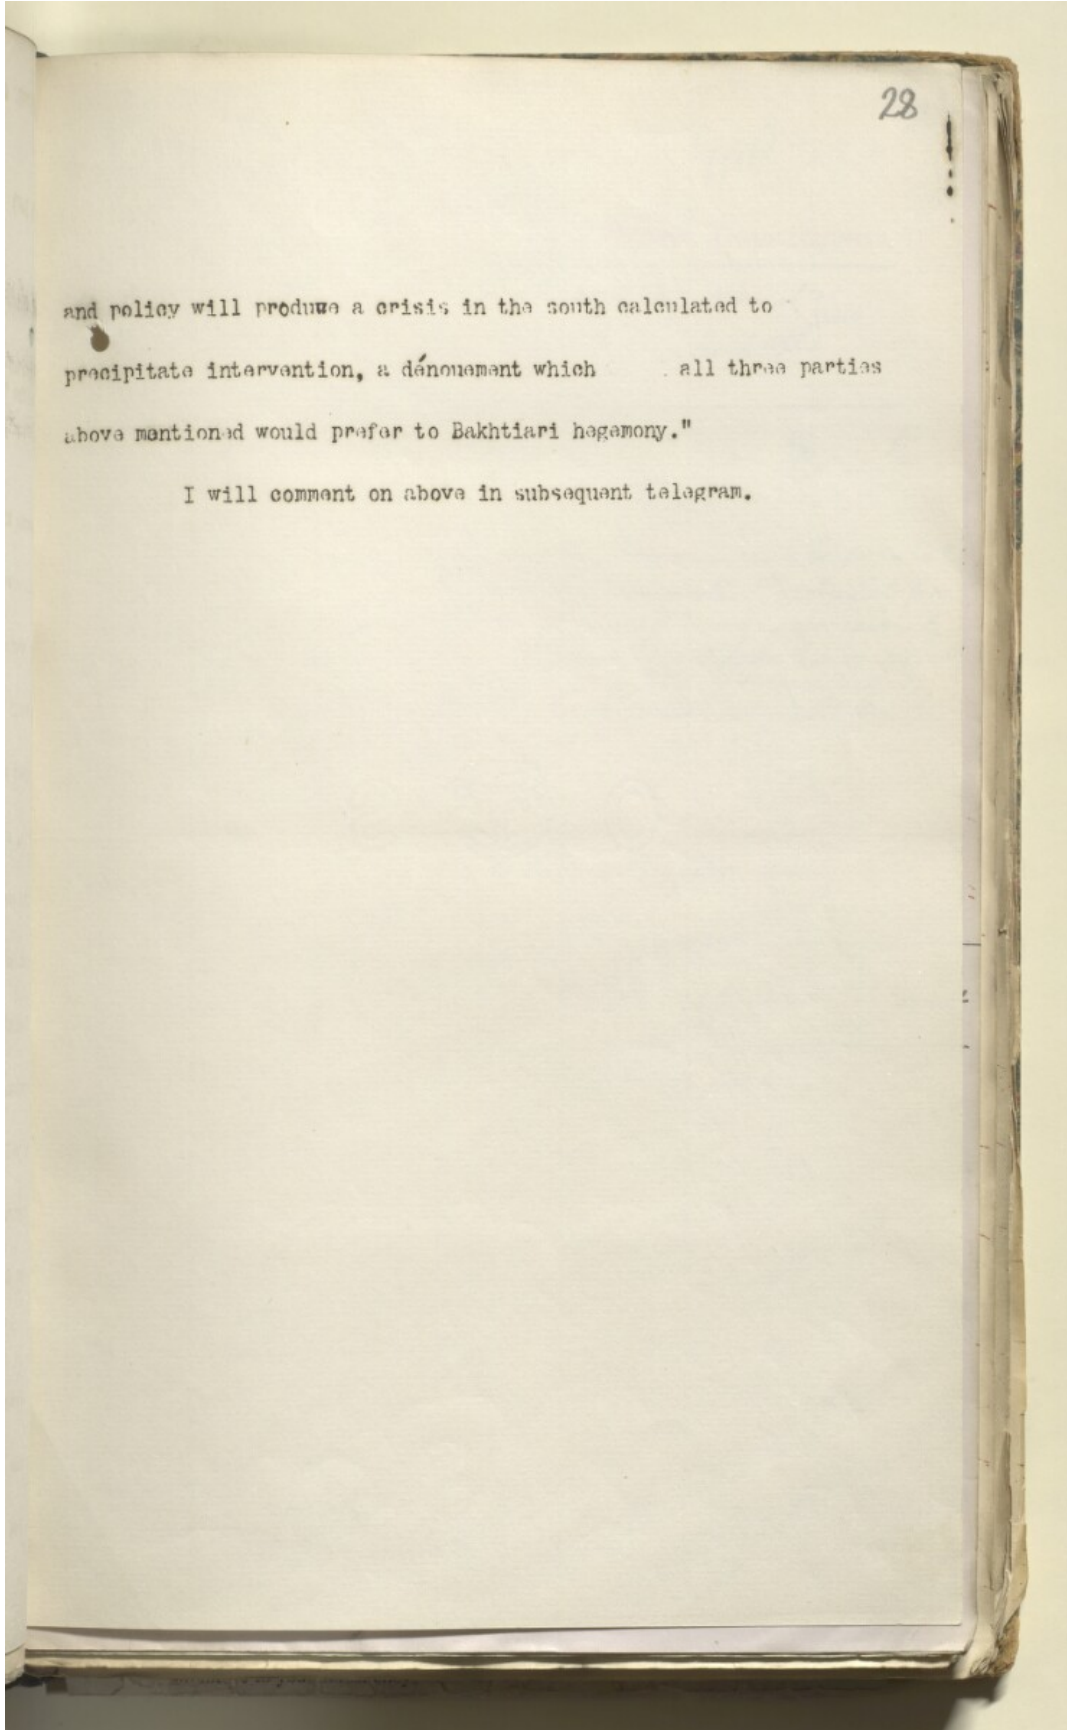 28
and policy will produce a crisis in the south calculated to
precipitate intervention, a dénouement which all three parties
above mentioned would prefer to Bakhtiari hegemony."
I will comment on above in subsequent telegram.